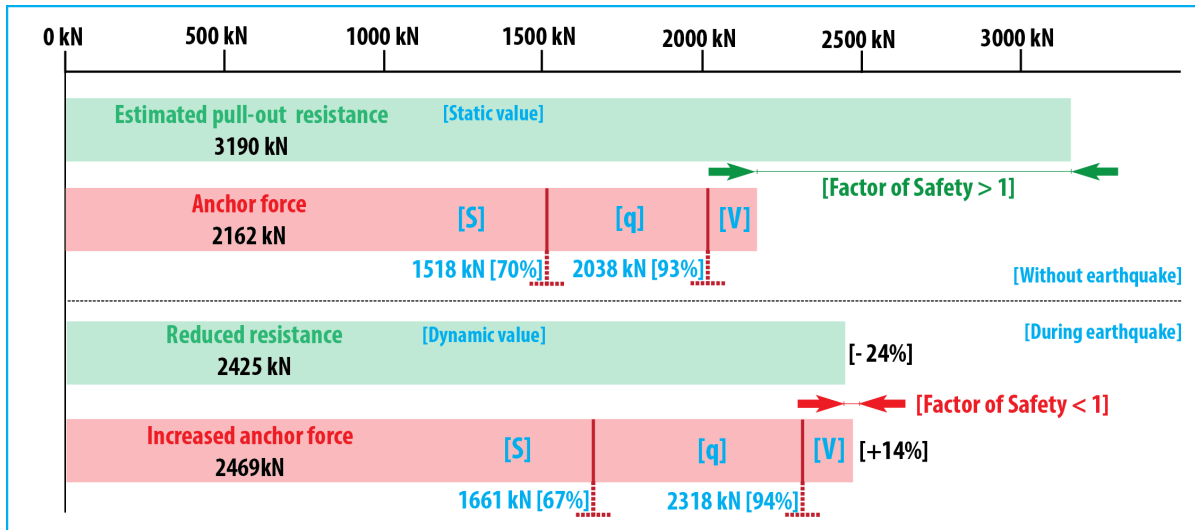 0 kN 500 kN 1000 kN 1500 kN 2000 kN 2500 kN 3000 kN
Estimated pull-out resistance [Static value]
3190 kN
[Factor of Safety > 1]
Anchor force [S] [q] [V]
2162 kN
1518 kN [70%] 2038 kN [93%]
[Without earthquake]
Reduced resistance [Dynamic value] [During earthquake]
2425 kN [- 24%]
[Factor of Safety < 1]
Increased anchor force [S] [q] [V] [+14%]
2469kN
1661 kN [67%] 2318 kN [94%]